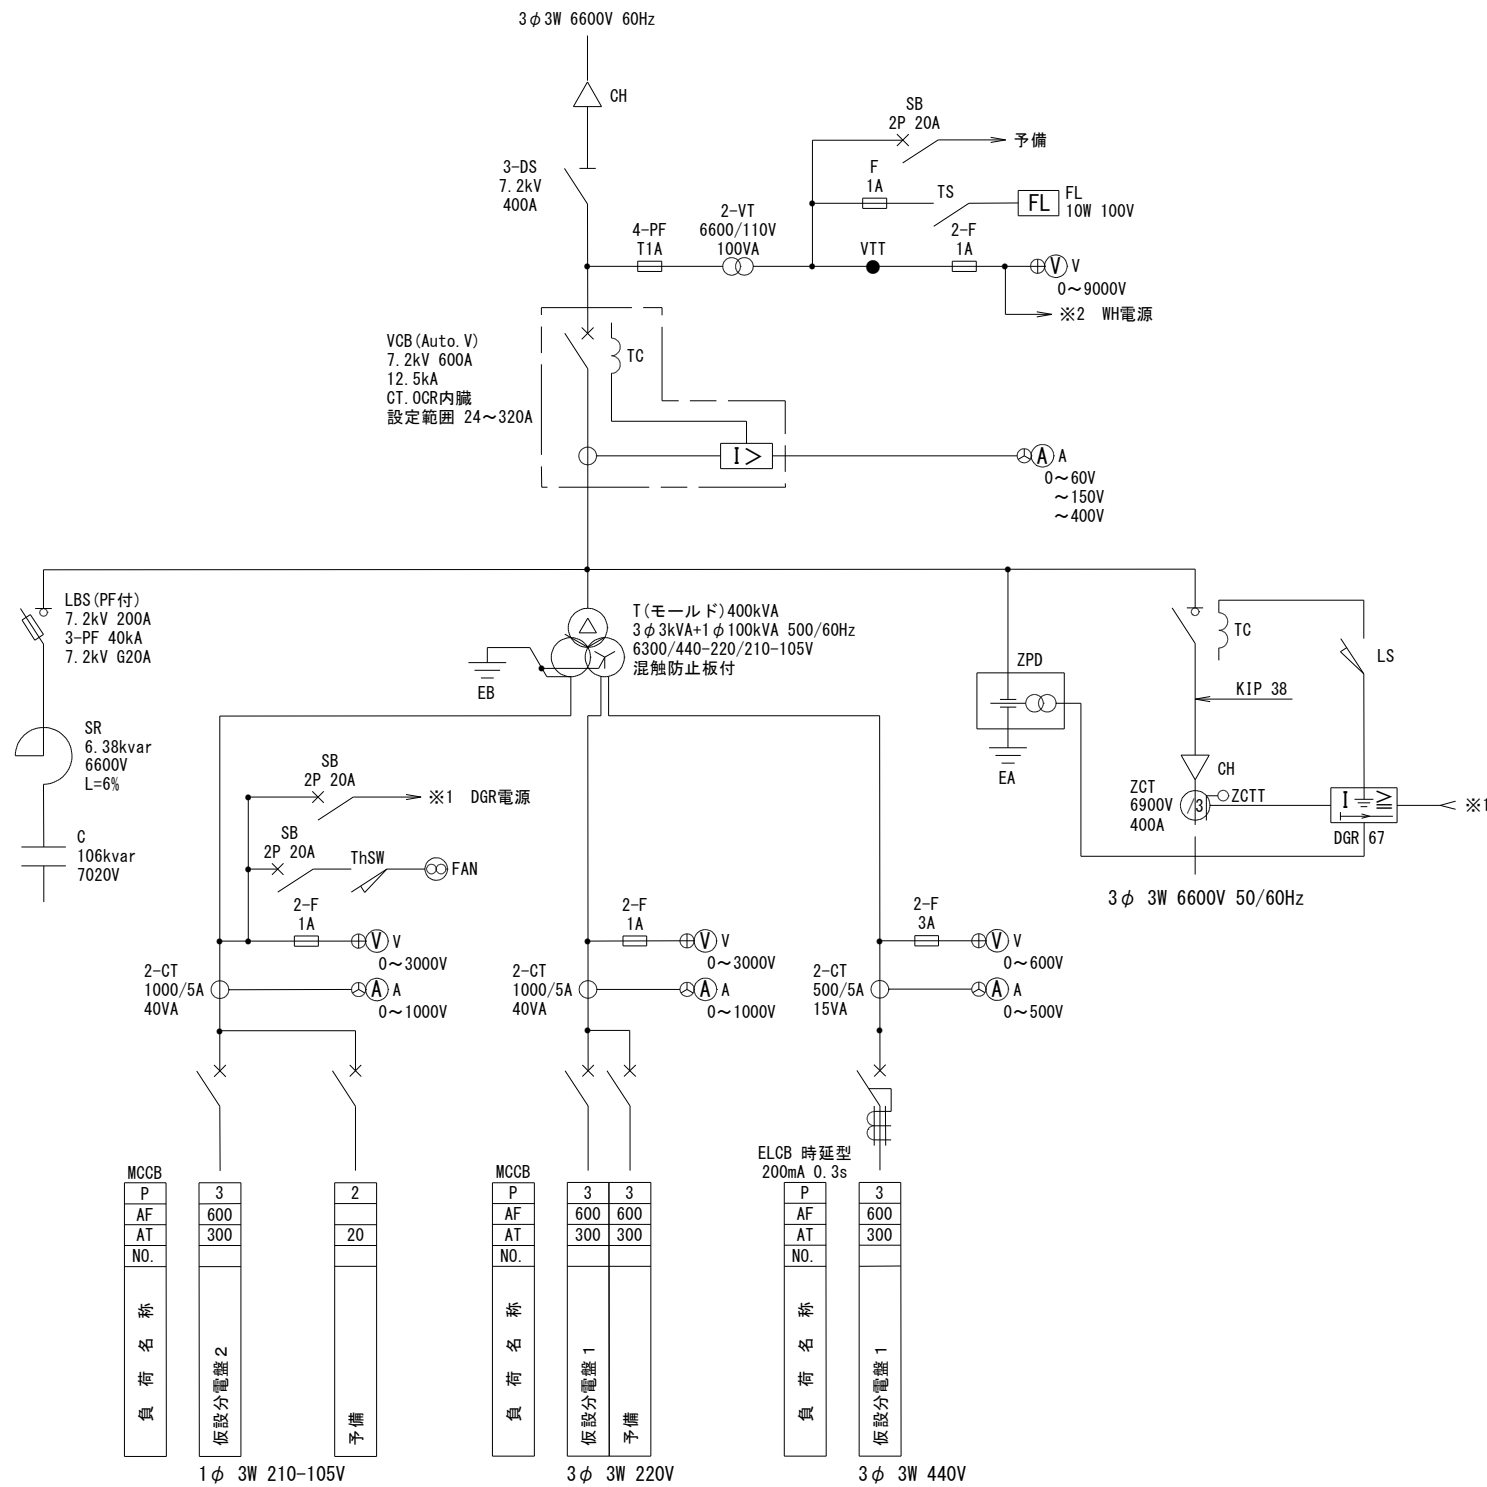 3φ3W 6600V 60Hz
CH
3-DS
7.2kV
400A
SB
2P 20A
予備
F
1A
TS
FL
FL
10W 100V
4-PF
T1A
2-VT
6600/110V
100VA
VTT
2-F
1A
V V
0～9000V
※2 WH電源
VCB(Auto.V)
7.2kV 600A
12.5kA
CT.OCR内臓
設定範囲 24～320A
TC
I＞
A A
0～60V
～150V
～400V
LBS(PF付)
7.2kV 200A
3-PF 40kA
7.2kV G20A
SR
6.38kvar
6600V
L=6%
C
106kvar
7020V
T(モールド)400kVA
3φ3kVA+1φ100kVA 500/60Hz
6300/440-220/210-105V
混触防止板付
EB
ZPD
EA
TC
LS
KIP 38
CH
ZCT
6900V
400A
/3
ZCTT
I ≧
DGR 67
※1
3φ 3W 6600V 50/60Hz
SB
2P 20A
※1 DGR電源
SB
2P 20A
ThSW
FAN
2-F
1A
V V
0～3000V
2-CT
1000/5A
40VA
A A
0～1000V
2-F
1A
V V
0～3000V
2-CT
1000/5A
40VA
A A
0～1000V
2-F
3A
V V
0～600V
2-CT
500/5A
15VA
A A
0～500V
MCCB
P 3 2
AF 600
AT 300 20
NO.
負荷名称
仮設分電盤2
予備
1φ 3W 210-105V
MCCB
P 3 3
AF 600 600
AT 300 300
NO.
負荷名称
仮設分電盤1
予備
3φ 3W 220V
ELCB 時延型
200mA 0.3s
P 3
AF 600
AT 300
NO.
負荷名称
仮設分電盤1
3φ 3W 440V